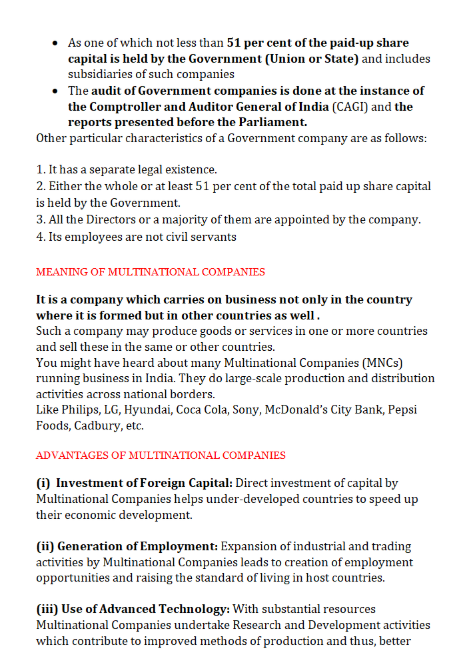 • As one of which not less than 51 per cent of the paid-up share
capital is held by the Government (Union or State) and includes
subsidiaries of such companies
• The audit of Government companies is done at the instance of
the Comptroller and Auditor General of India (CAGI) and the
reports presented before the Parliament.
Other particular characteristics of a Government company are as follows:
1. It has a separate legal existence.
2. Either the whole or at least 51 per cent of the total paid up share capital
is held by the Government.
3. All the Directors or a majority of them are appointed by the company.
4. Its employees are not civil servants
MEANING OF MULTINATIONAL COMPANIES
It is a company which carries on business not only in the country
where it is formed but in other countries as well .
Such a company may produce goods or services in one or more countries
and sell these in the same or other countries.
You might have heard about many Multinational Companies (MNCs)
running business in India. They do large-scale production and distribution
activities across national borders.
Like Philips, LG, Hyundai, Coca Cola, Sony, McDonald's City Bank, Pepsi
Foods, Cadbury, etc.
ADVANTAGES OF MULTINATIONAL COMPANIES
(i) Investment of Foreign Capital: Direct investment of capital by
Multinational Companies helps under-developed countries to speed up
their economic development.
(ii) Generation of Employment: Expansion of industrial and trading
activities by Multinational Companies leads to creation of employment
opportunities and raising the standard of living in host countries.
(iii) Use of Advanced Technology: With substantial resources
Multinational Companies undertake Research and Development activities
which contribute to improved methods of production and thus, better